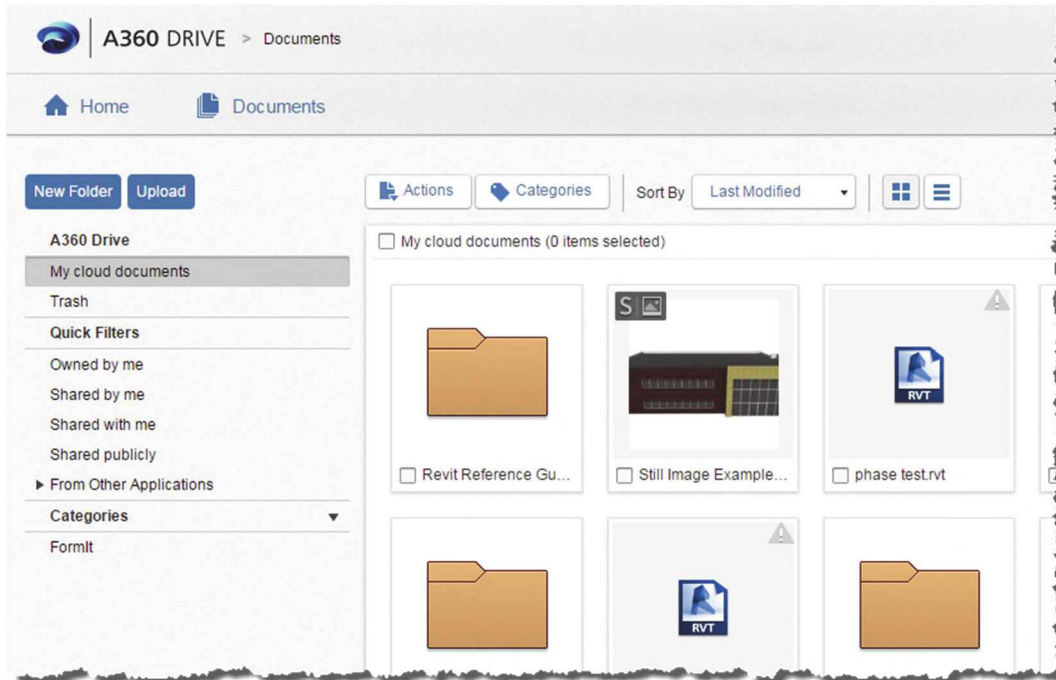 A360 DRIVE > Documents
Home Documents
New Folder Upload Actions Categories Sort By Last Modified
A360 Drive
My cloud documents (0 items selected)
My cloud documents
Trash
Quick Filters
Owned by me
Shared by me
Shared with me
Shared publicly
From Other Applications
Categories
FormIt
S
RVT
Revit Reference Gu...
Still Image Example...
phase test.rvt
RVT